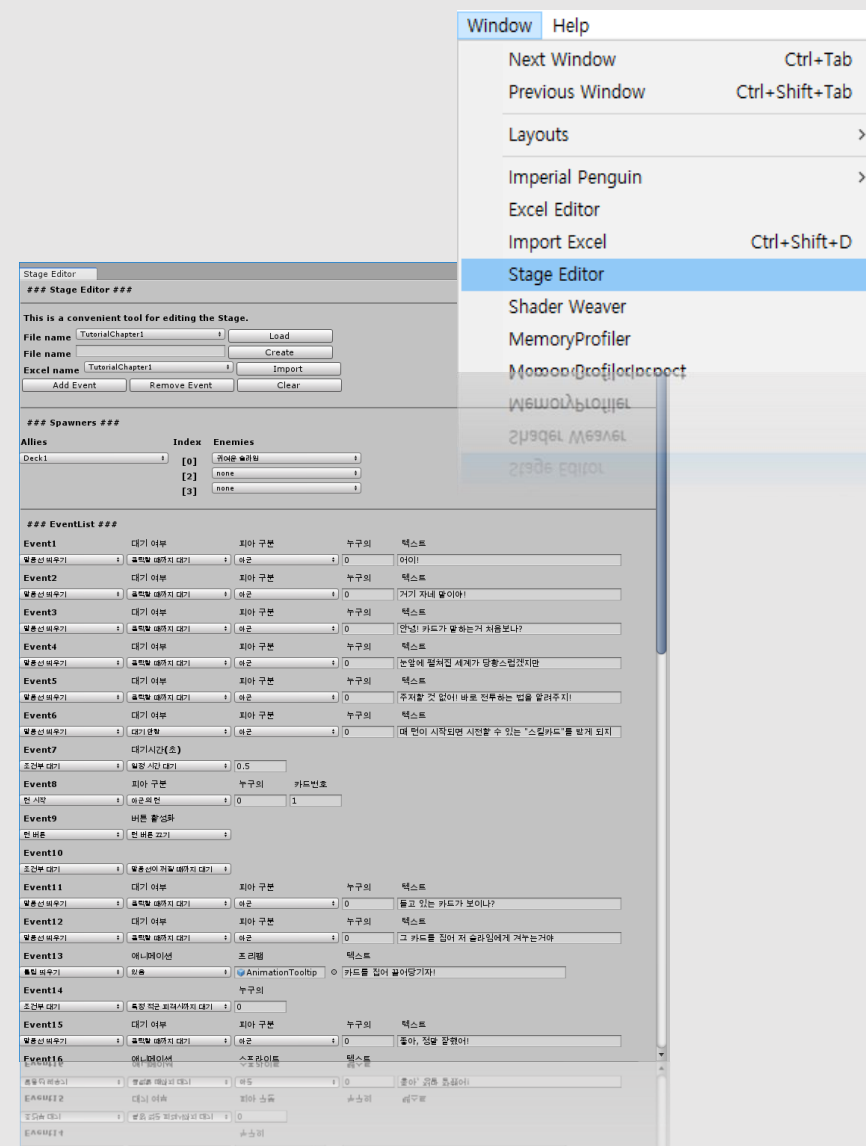 Window Help
Next Window Ctrl+Tab
Previous Window Ctrl+Shift+Tab
Layouts
Imperial Penguin
Excel Editor
Import Excel Ctrl+Shift+D
Stage Editor
Shader Weaver
MemoryProfiler
MemoryProfilerInspect
Stage Editor
### Stage Editor ###
This is a convenient tool for editing the Stage.
File name TutorialChapter1 Load
File name Create
Excel name TutorialChapter1 Import
Add Event Remove Event Clear
### Spawners ###
Allies Index Enemies
Deck1 [0] 귀여운 슬라임
[2] none
[3] none
### EventList ###
Event1 대기 여부 피아 구분 누구의 텍스트
말풍선 띄우기 클릭할 때까지 대기 아군 0 어이!
Event2 대기 여부 피아 구분 누구의 텍스트
말풍선 띄우기 클릭할 때까지 대기 아군 0 거기 자네 말이야!
Event3 대기 여부 피아 구분 누구의 텍스트
말풍선 띄우기 클릭할 때까지 대기 아군 0 안녕! 카드가 말하는거 처음보나?
Event4 대기 여부 피아 구분 누구의 텍스트
말풍선 띄우기 클릭할 때까지 대기 아군 0 눈앞에 펼쳐집 세계가 당황스럽겠지만
Event5 대기 여부 피아 구분 누구의 텍스트
말풍선 띄우기 클릭할 때까지 대기 아군 0 주저할 것 없어! 바로 전투하는 법을 알려주지!
Event6 대기 여부 피아 구분 누구의 텍스트
말풍선 띄우기 대기 안함 아군 0 매 턴이 시작되면 시전할 수 있는 "스킬카드"를 받게 되지
Event7 대기시간(초)
조건부 대기 일정 시간 대기 0.5
Event8 피아 구분 누구의 카드번호
턴 시작 아군의 턴 0 1
Event9 버튼 활성화
턴 버튼 턴 버튼 끄기
Event10
조건부 대기 말풍선이 꺼질 때까지 대기
Event11 대기 여부 피아 구분 누구의 텍스트
말풍선 띄우기 클릭할 때까지 대기 아군 0 들고 있는 카드가 보이나?
Event12 대기 여부 피아 구분 누구의 텍스트
말풍선 띄우기 클릭할 때까지 대기 아군 0 그 카드를 집어 저 슬라임에게 겨누는거야
Event13 애니메이션 프리팹 텍스트
툴팁 띄우기 있음 AnimationTooltip 카드를 집어 끌어당기자!
Event14 누구의
조건부 대기 특정 적군 피격시까지 대기 0
Event15 대기 여부 피아 구분 누구의 텍스트
말풍선 띄우기 클릭할 때까지 대기 아군 0 좋아, 정말 잘했어!
Event16 애니메이션 스프라이트 텍스트